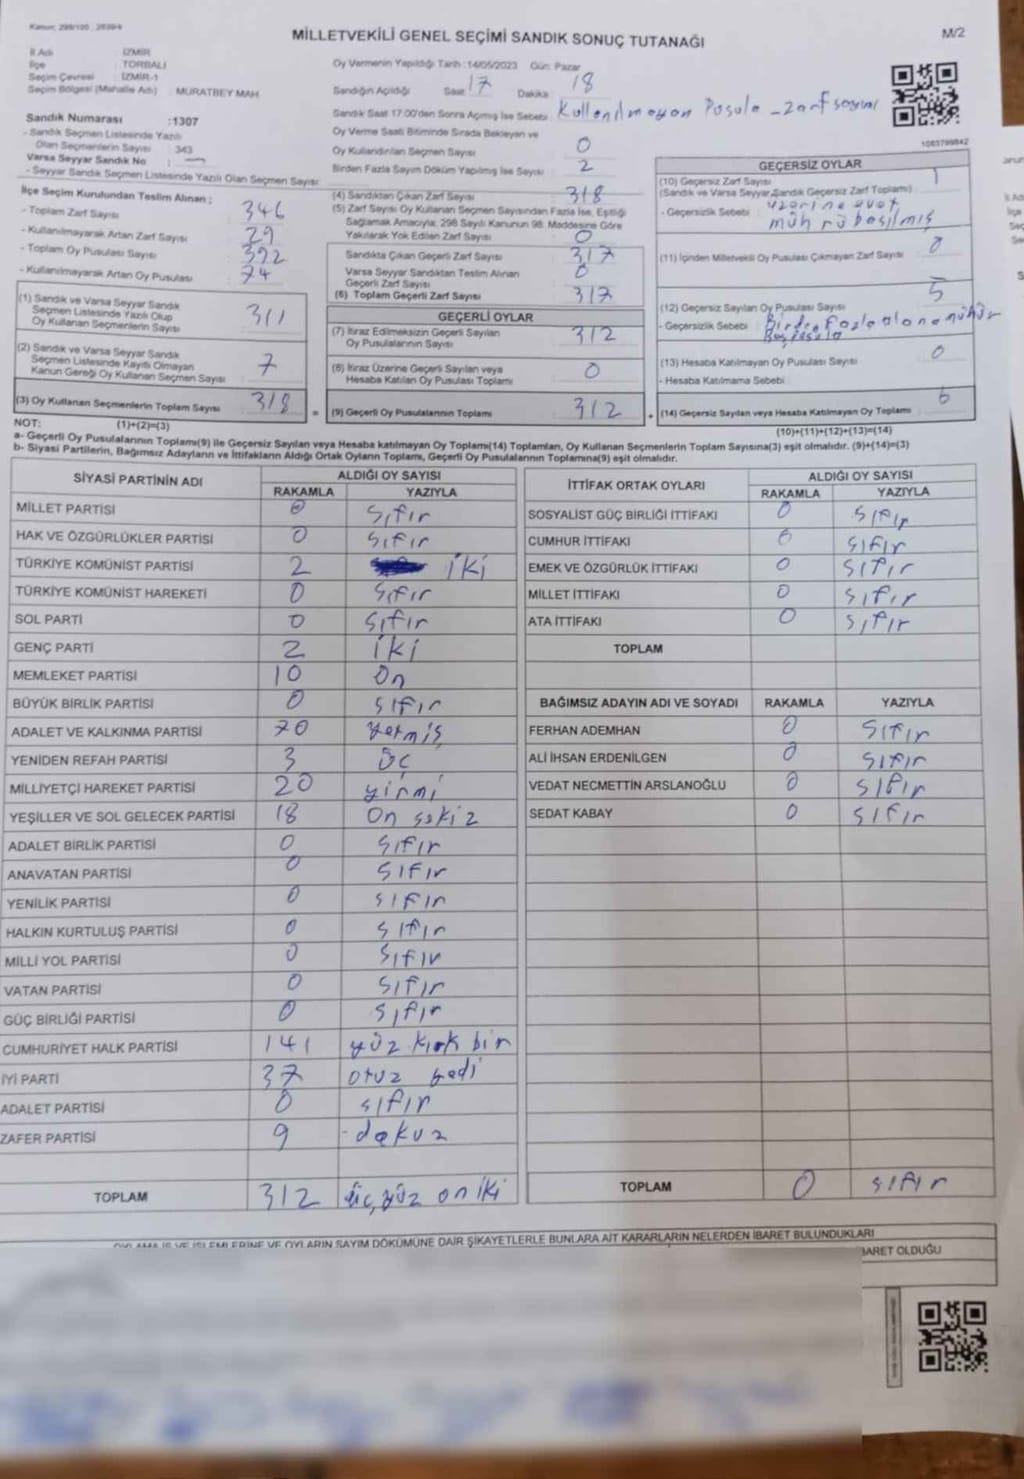 Kanun: 298/105 , 2839/4
MİLLETVEKİLİ GENEL SEÇİMİ SANDIK SONUÇ TUTANAĞI
M/2
İl Adı : İZMİR
İlçe : TORBALI
Seçim Çevresi : İZMİR-1
Seçim Bölgesi (Mahalle Adı) : MURATBEY MAH.
Sandık Numarası :1307
- Sandık Seçmen Listesinde Yazılı
Olan Seçmenlerin Sayısı : 343
Varsa Seyyar Sandık No :
- Seyyar Sandık Seçmen Listesinde Yazılı Olan Seçmen Sayısı:
Oy Vermenin Yapıldığı Tarih :14/05/2023 Gün: Pazar
Sandığın Açıldığı Saat : 17 Dakika : 18
Sandık Saat 17:00'den Sonra Açmış İse Sebebi : Kullanılmayan Pusula - zarf sayısı
Oy Verme Saati Bitiminde Sırada Bekleyen ve
Oy Kullandırılan Seçmen Sayısı : 0
Birden Fazla Sayım Döküm Yapılmış İse Sayısı : 2
1083799842
İlçe Seçim Kurulundan Teslim Alınan ;
- Toplam Zarf Sayısı : 346
- Kullanılmayarak Artan Zarf Sayısı : 29
- Toplam Oy Pusulası Sayısı : 392
- Kullanılmayarak Artan Oy Pusulası : 74
(1) Sandık ve Varsa Seyyar Sandık
Seçmen Listesinde Yazılı Olup
Oy Kullanan Seçmenlerin Sayısı : 311
(2) Sandık ve Varsa Seyyar Sandık
Seçmen Listesinde Kayıtlı Olmayan
Kanun Gereği Oy Kullanan Seçmen Sayısı : 7
(3) Oy Kullanan Seçmenlerin Toplam Sayısı : 318
(4) Sandıktan Çıkan Zarf Sayısı : 318
(5) Zarf Sayısı Oy Kullanan Seçmen Sayısından Fazla İse, Eşitliği
Sağlamak Amacıyla; 298 Sayılı Kanunun 98. Maddesine Göre
Yakılarak Yok Edilen Zarf Sayısı : 0
Sandıkta Çıkan Geçerli Zarf Sayısı : 317
Varsa Seyyar Sandıktan Teslim Alınan
Geçerli Zarf Sayısı : 0
(6) Toplam Geçerli Zarf Sayısı : 317
GEÇERLİ OYLAR
(7) İtiraz Edilmeksizin Geçerli Sayılan
Oy Pusulalarının Sayısı : 312
(8) İtiraz Üzerine Geçerli Sayılan veya
Hesaba Katılan Oy Pusulası Toplamı : 0
(9) Geçerli Oy Pusulalarının Toplamı : 312
GEÇERSİZ OYLAR
(10) Geçersiz Zarf Sayısı : 1
(Sandık ve Varsa Seyyar Sandık Geçersiz Zarf Toplamı)
- Geçersizlik Sebebi : üzerine evet
mührü basılmış
(11) İçinden Milletvekili Oy Pusulası Çıkmayan Zarf Sayısı : 0
(12) Geçersiz Sayılan Oy Pusulası Sayısı : 5
- Geçersizlik Sebebi : Birden fazla alana mühür
Boş Pusula
(13) Hesaba Katılmayan Oy Pusulası Sayısı : 0
- Hesaba Katılmama Sebebi :
(14) Geçersiz Sayılan veya Hesaba Katılmayan Oy Toplamı : 6
NOT: (1)+(2)=(3)
(10)+(11)+(12)+(13)=(14)
a- Geçerli Oy Pusulalarının Toplamı(9) ile Geçersiz Sayılan veya Hesaba katılmayan Oy Toplamı(14) Toplamları, Oy Kullanan Seçmenlerin Toplam Sayısına(3) eşit olmalıdır. (9)+(14)=(3)
b- Siyasi Partilerin, Bağımsız Adayların ve İttifakların Aldığı Ortak Oyların Toplamı, Geçerli Oy Pusulalarının Toplamına(9) eşit olmalıdır.
SİYASİ PARTİNİN ADI ALDIĞI OY SAYISI
RAKAMLA YAZIYLA
MİLLET PARTİSİ 0 sıfır
HAK VE ÖZGÜRLÜKLER PARTİSİ 0 sıfır
TÜRKİYE KOMÜNİST PARTİSİ 2 iki
TÜRKİYE KOMÜNİST HAREKETİ 0 sıfır
SOL PARTİ 0 sıfır
GENÇ PARTİ 2 iki
MEMLEKET PARTİSİ 10 On
BÜYÜK BİRLİK PARTİSİ 0 sıfır
ADALET VE KALKINMA PARTİSİ 70 yetmiş
YENİDEN REFAH PARTİSİ 3 üç
MİLLİYETÇİ HAREKET PARTİSİ 20 yirmi
YEŞİLLER VE SOL GELECEK PARTİSİ 18 On sekiz
ADALET BİRLİK PARTİSİ 0 sıfır
ANAVATAN PARTİSİ 0 sıfır
YENİLİK PARTİSİ 0 sıfır
HALKIN KURTULUŞ PARTİSİ 0 sıfır
MİLLİ YOL PARTİSİ 0 sıfır
VATAN PARTİSİ 0 sıfır
GÜÇ BİRLİĞİ PARTİSİ 0 sıfır
CUMHURİYET HALK PARTİSİ 141 yüz kırk bir
İYİ PARTİ 37 otuz yedi
ADALET PARTİSİ 0 sıfır
ZAFER PARTİSİ 9 dokuz
TOPLAM 312 üç yüz on iki
İTTİFAK ORTAK OYLARI ALDIĞI OY SAYISI
RAKAMLA YAZIYLA
SOSYALİST GÜÇ BİRLİĞİ İTTİFAKI 0 sıfır
CUMHUR İTTİFAKI 0 sıfır
EMEK VE ÖZGÜRLÜK İTTİFAKI 0 sıfır
MİLLET İTTİFAKI 0 sıfır
ATA İTTİFAKI 0 sıfır
TOPLAM
BAĞIMSIZ ADAYIN ADI VE SOYADI RAKAMLA YAZIYLA
FERHAN ADEMHAN 0 sıfır
ALİ İHSAN ERDENİLGEN 0 sıfır
VEDAT NECMETTİN ARSLANOĞLU 0 sıfır
SEDAT KABAY 0 sıfır
TOPLAM 0 sıfır
OYLAMA İŞ VE İŞLEMLERİNE VE OYLARIN SAYIM DÖKÜMÜNE DAİR ŞİKAYETLERLE BUNLARA AİT KARARLARIN NELERDEN İBARET BULUNDUKLARI
BARET OLDUĞU